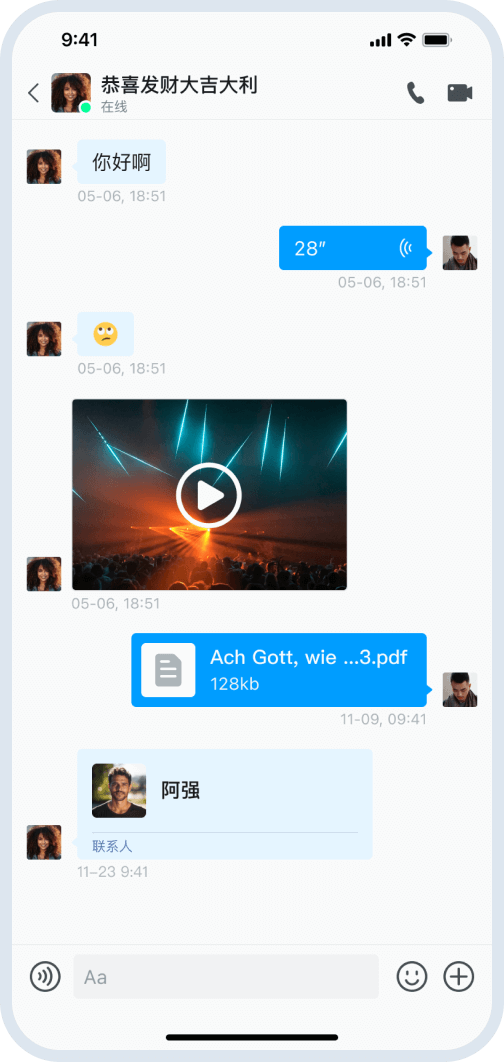 9:41
恭喜发财大吉大利
在线
你好啊
05-06, 18:51
28"
05-06, 18:51
05-06, 18:51
05-06, 18:51
Ach Gott, wie ...3.pdf
128kb
11-09, 09:41
阿强
联系人
11–23 9:41
Aa